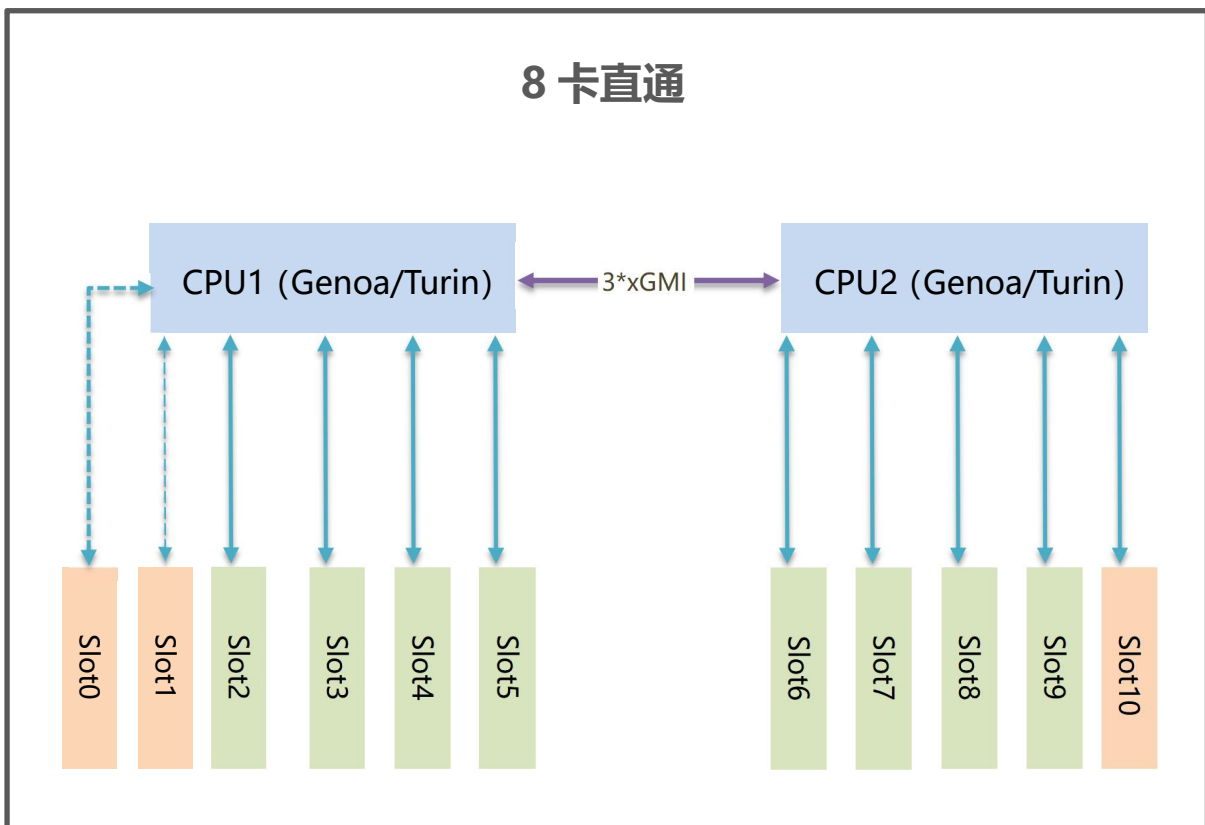 8 卡直通
CPU1 (Genoa/Turin)
3*xGMI
CPU2 (Genoa/Turin)
Slot0
Slot1
Slot2
Slot3
Slot4
Slot5
Slot6
Slot7
Slot8
Slot9
Slot10